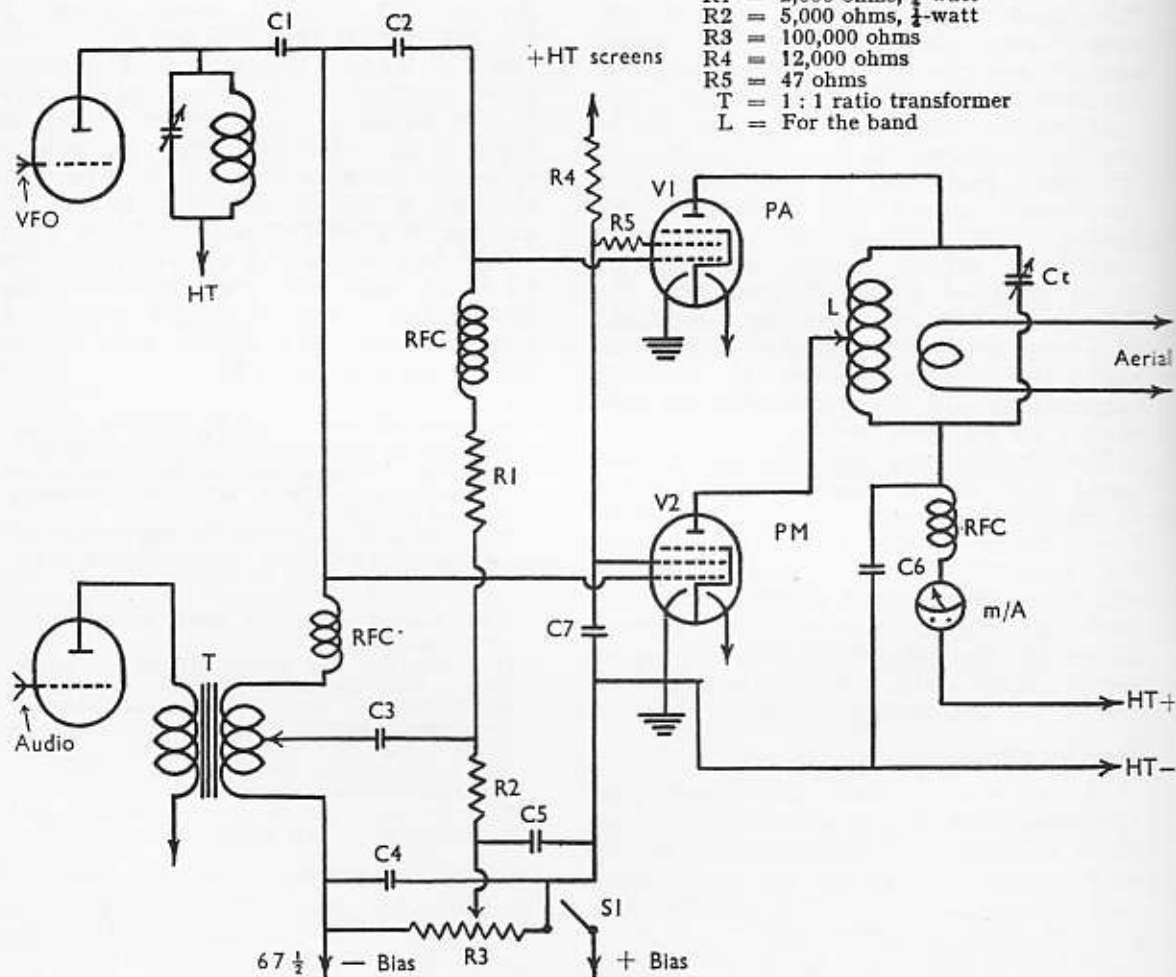 R2 = 5,000 ohms, ¼-watt
R3 = 100,000 ohms
R4 = 12,000 ohms
R5 = 47 ohms
T = 1 : 1 ratio transformer
L = For the band
C1
C2
+HT screens
VFO
HT
R4
V1
PA
R5
Ct
L
RFC
Aerial
R1
V2
PM
RFC
C6
m/A
RFC
C7
T
C3
HT+
Audio
HT−
R2
C5
C4
S1
R3
67 ½ − Bias
+ Bias